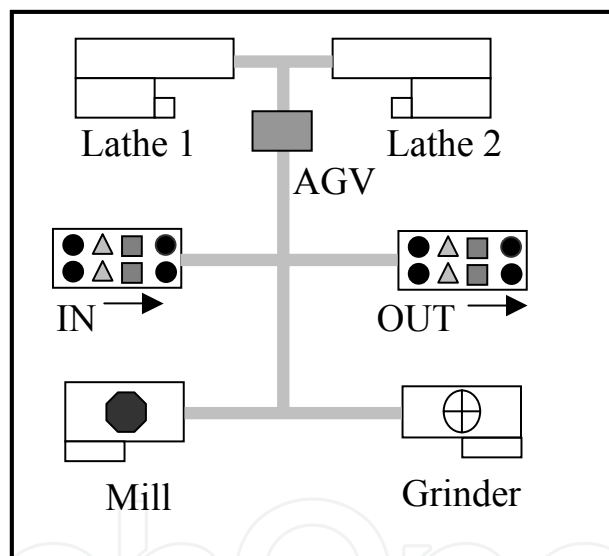 Lathe 1
Lathe 2
AGV
IN
OUT
Mill
Grinder